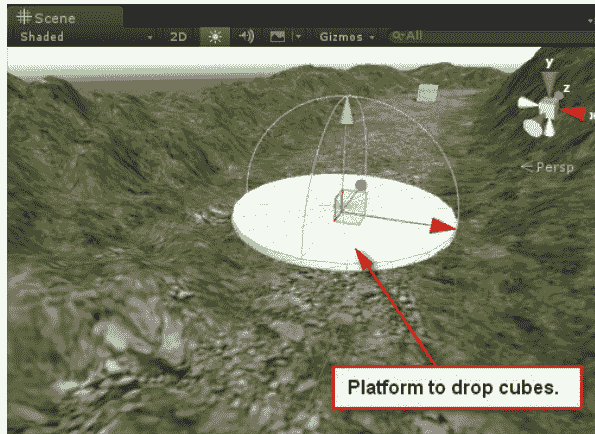 Scene
Shaded 2D Gizmos All
y
z
x
Persp
Platform to drop cubes.